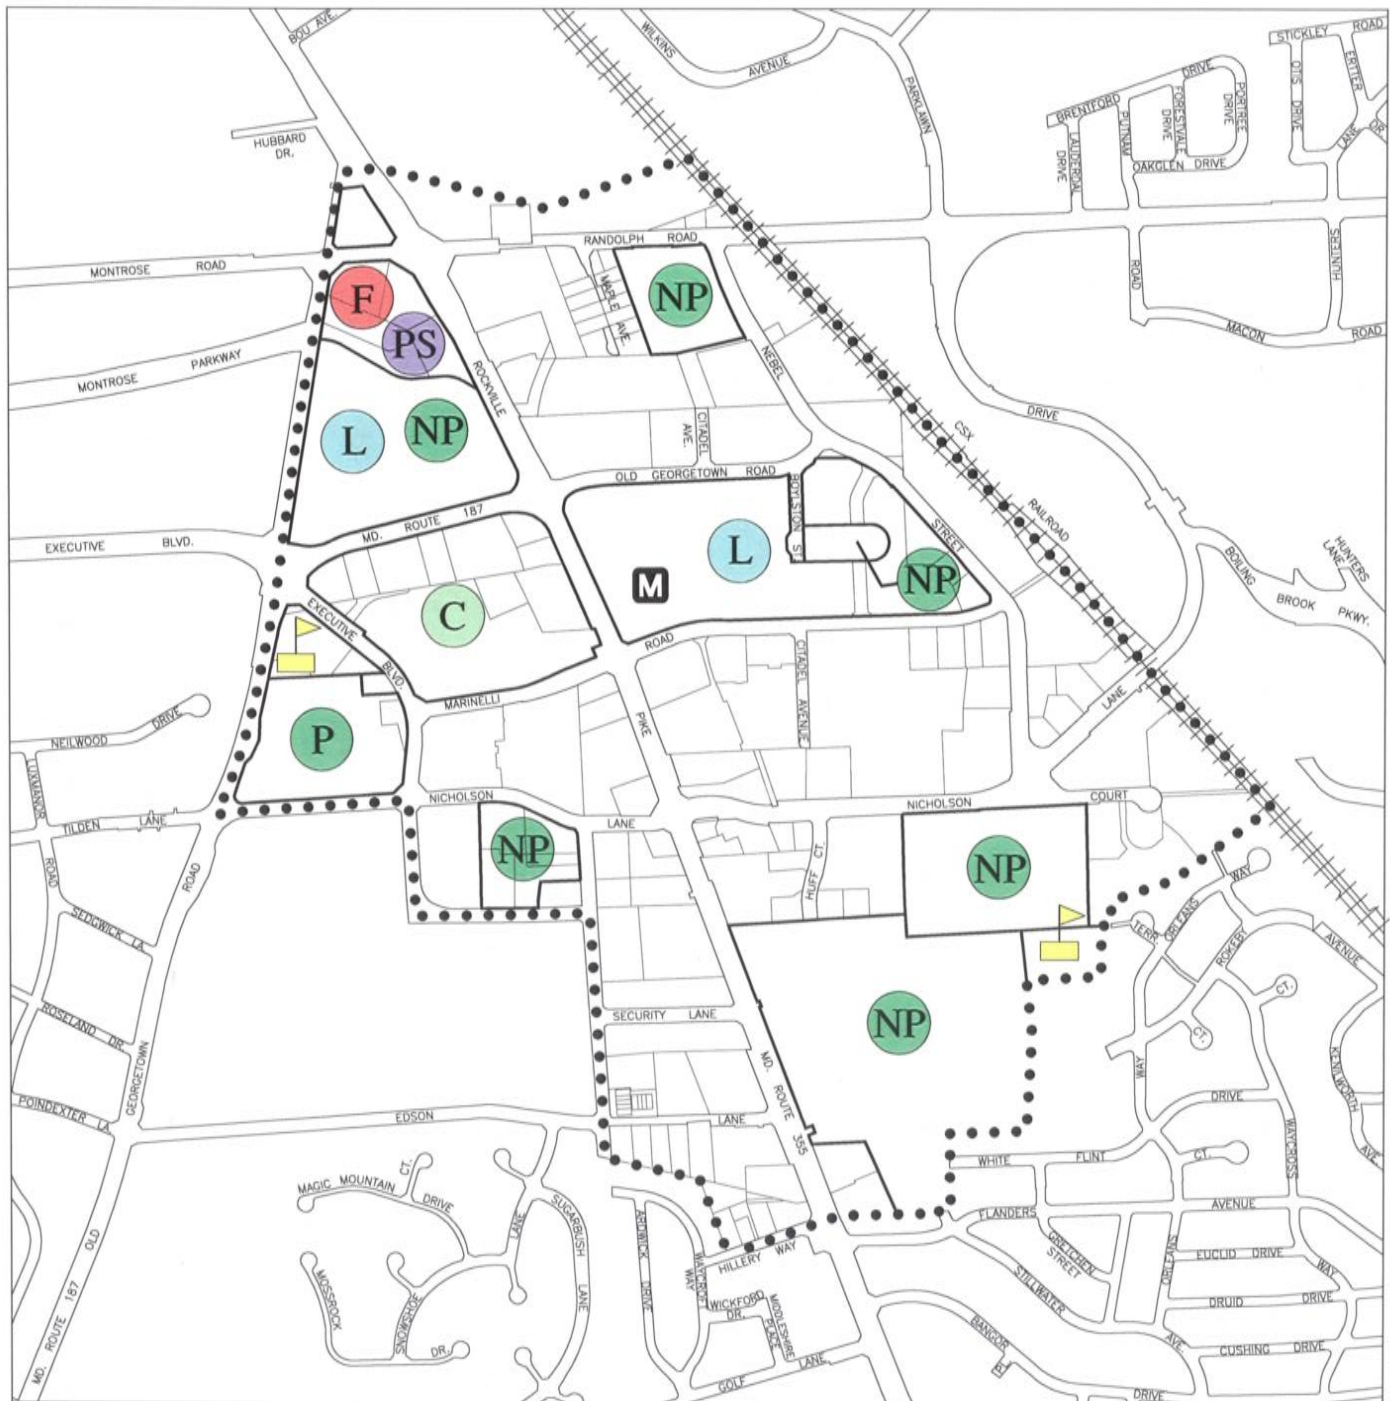 BOU AVE.
WILKINS
AVENUE
STICKLEY ROAD
OTIS DRIVE
ERTTER
LANE
DR.
PARKLAWN
BRENTFORD
DRIVE
PORTREE
DRIVE
FORESTVALE
DRIVE
PUTNAM
LAUDERDAL
DRIVE
OAKGLEN DRIVE
HUBBARD
DR.
RANDOLPH ROAD
MONTROSE ROAD
MAPLE AVE.
NP
F
PS
ROAD
HUNTERS
MACON
ROAD
MONTROSE PARKWAY
ROCKVILLE
NEBEL
L
NP
CITADEL
AVE.
CSX
DRIVE
OLD GEORGETOWN ROAD
RAILROAD
MD. ROUTE 187
BOYLSTON ST.
STREET
EXECUTIVE BLVD.
L
NP
M
C
BOILING
BROOK PKWY.
HUNTERS
LANE
EXECUTIVE
BLVD.
ROAD
MARINELLI
CITADEL AVENUE
PIKE
LANE
NEILWOOD
DRIVE
P
LUXMANOR
ROAD
TILDEN LANE
NICHOLSON
LANE
NICHOLSON
COURT
NP
NP
HUFF CT.
ROAD
SEDGWICK LA.
WAY
ORLEANS
TERR.
ROKEBY
AVENUE
CT.
ROSELAND DR.
GEORGETOWN
SECURITY LANE
NP
CT.
KENILWORTH
AVE.
MD. ROUTE 355
WAY
DRIVE
POINDEXTER LA.
EDSON
LANE
WAYCROSS
WHITE FLINT
CT.
MAGIC MOUNTAIN
CT.
DRIVE
LANE
SUGARBUSH
LANE
ARDWICK DRIVE
FLANDERS
AVENUE
GRETCHEN
STREET
ORLEANS
EUCLID DRIVE
WAY
HILLERY WAY
WAY
MOSSROCK
SNOWSHOE
DR.
STILLWATER
AVE.
DRUID DRIVE
WICKFORD
DR.
MIDDLESHIRE
PLACE
BANGOR
DRIVE
CUSHING DRIVE
GOLF LANE
MD. ROUTE 187
OLD
P